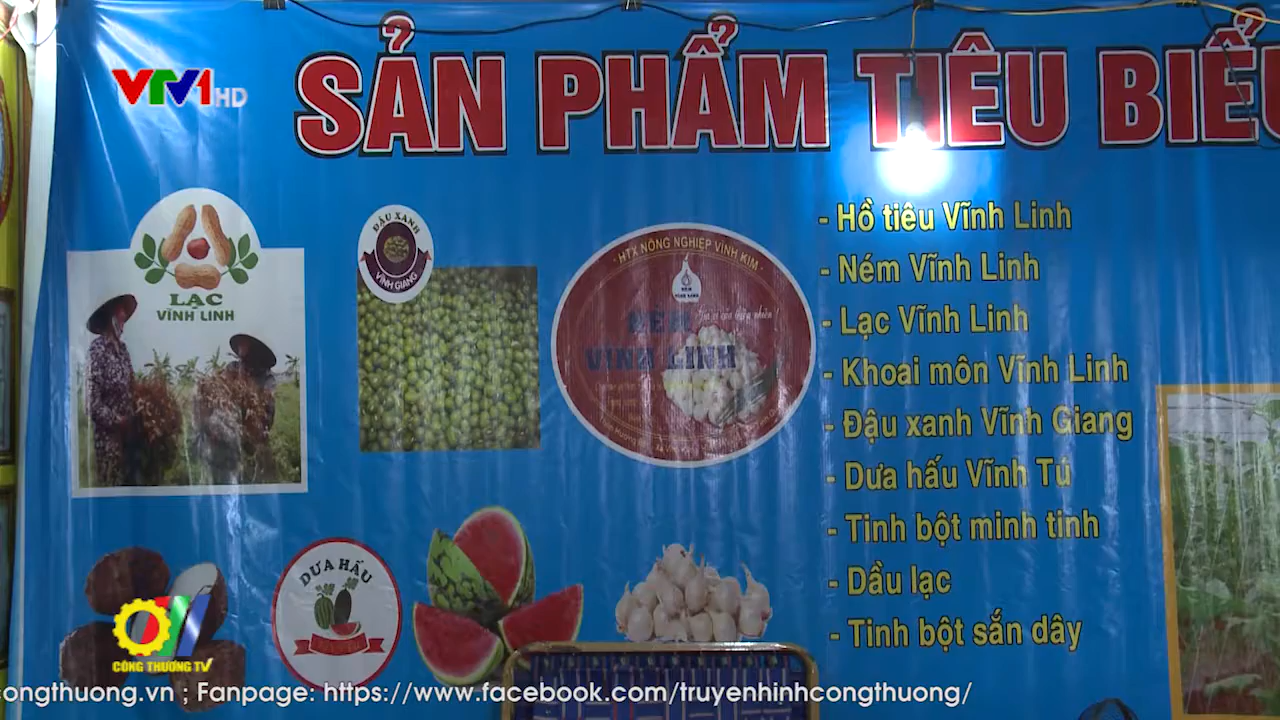 VTV1 HD
SẢN PHẨM TIÊU BIỂU
LẠC
VĨNH LINH
ĐẬU XANH
VĨNH GIANG
HTX NÔNG NGHIỆP VĨNH KIM
NÉM
VĨNH LINH
- Hồ tiêu Vĩnh Linh
- Ném Vĩnh Linh
- Lạc Vĩnh Linh
- Khoai môn Vĩnh Linh
- Đậu xanh Vĩnh Giang
- Dưa hấu Vĩnh Tú
- Tinh bột minh tinh
- Dầu lạc
- Tinh bột sắn dây
DƯA HẤU
CÔNG THƯƠNG TV
congthuong.vn ; Fanpage: https://www.facebook.com/truyenhinhcongthuong/